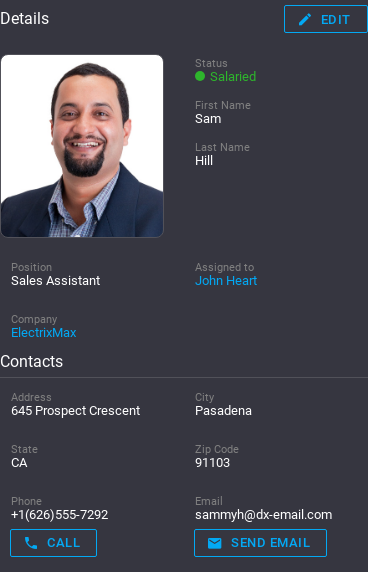 Details
EDIT
Status
Salaried
First Name
Sam
Last Name
Hill
Position
Sales Assistant
Assigned to
John Heart
Company
ElectrixMax
Contacts
Address
645 Prospect Crescent
City
Pasadena
State
CA
Zip Code
91103
Phone
+1(626)555-7292
Email
sammyh@dx-email.com
CALL
SEND EMAIL